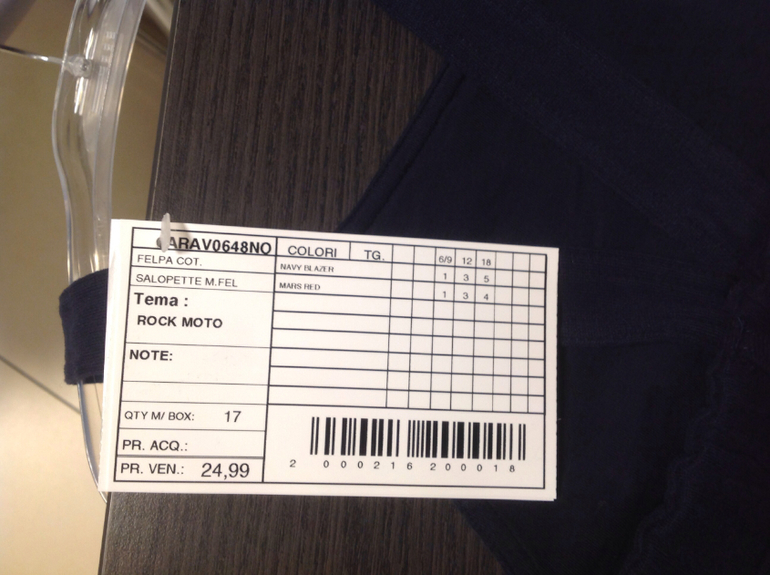 ARAV0648NO COLORI TG. 6/9 12 18
FELPA COT. NAVY BLAZER 1 3 5
SALOPETTE M.FEL MARS RED 1 3 4
Tema :
ROCK MOTO
NOTE:
QTY M/ BOX: 17
PR. ACQ.:
PR. VEN.: 24,99
2 000216 200018